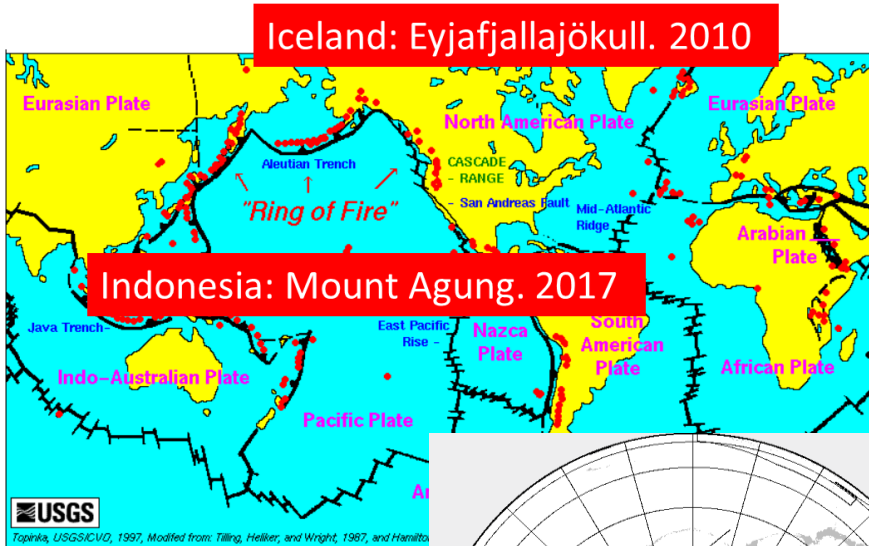 Iceland: Eyjafjallajökull. 2010
Eurasian Plate
North American Plate
Eurasian Plate
Aleutian Trench
CASCADE
- RANGE
"Ring of Fire"
- San Andreas Fault
Mid-Atlantic
Ridge
Arabian
Plate
Indonesia: Mount Agung. 2017
Java Trench-
East Pacific
Rise -
Nazca
Plate
South
American
Plate
Indo-Australian Plate
African Plate
Pacific Plate
USGS
Topinka, USGS/CVO, 1997, Modifed from: Tilling, Heliker, and Wright, 1987, and Hamilto